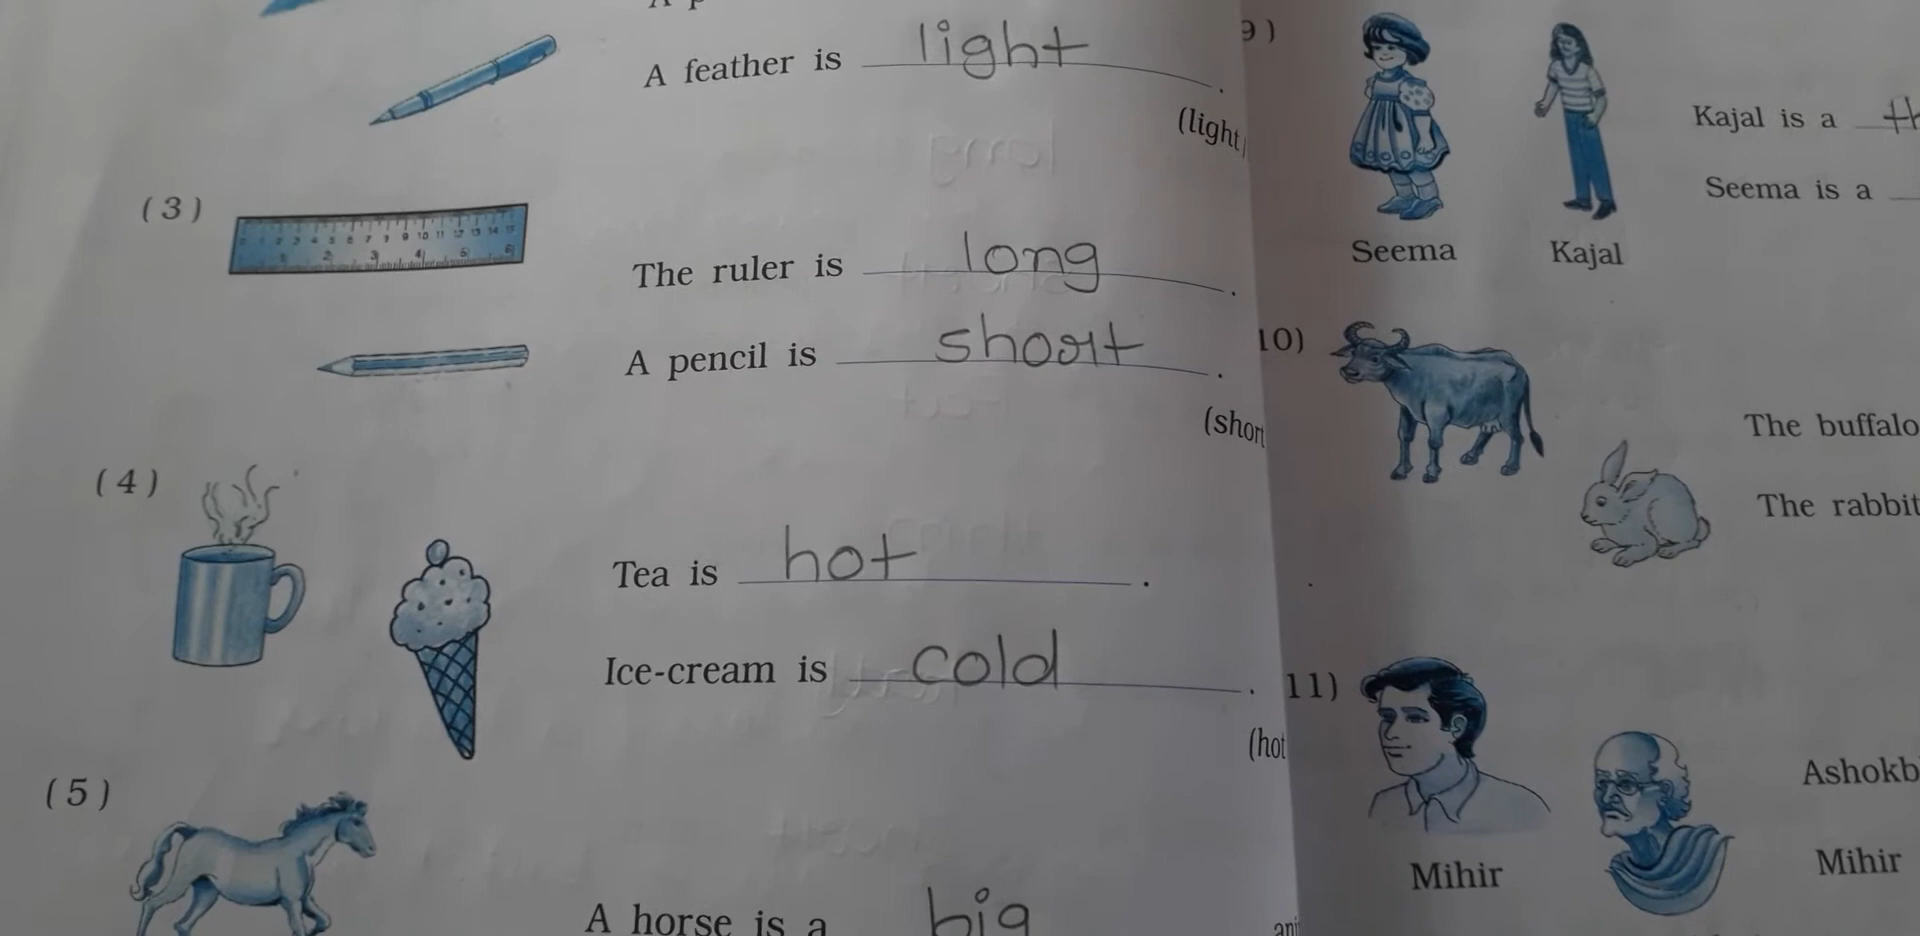 A feather is light .
(light
(3)
The ruler is long .
A pencil is short .
(short
(4)
Tea is hot .
Ice-cream is cold .
(hot
(5)
A horse is a big
9)
Kajal is a
Seema is a
Seema Kajal
10)
The buffalo
The rabbit
11)
Mihir
Mihir